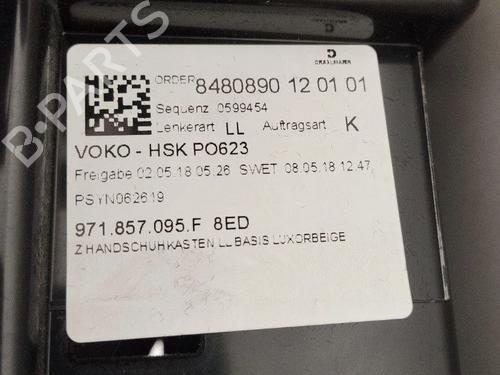 DRÄXLMAIER
ORDER 8480890 12 01 01
Sequenz 0599454
Lenkerart LL Auftragsart K
VOKO - HSK PO623
Freigabe 02.05.18 05.26 SWET 08.05.18 12.47
PSYN062619
971.857.095.F 8ED
Z HANDSCHUHKASTEN LL BASIS LUXORBEIGE
B-PARTS